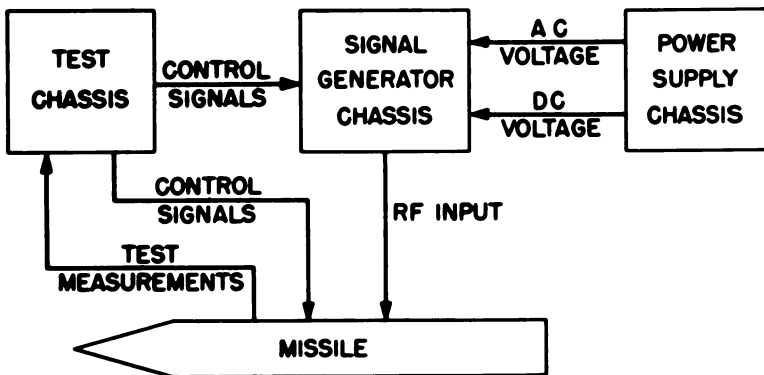 TEST
CHASSIS
CONTROL
SIGNALS
SIGNAL
GENERATOR
CHASSIS
AC
VOLTAGE
DC
VOLTAGE
POWER
SUPPLY
CHASSIS
CONTROL
SIGNALS
RF INPUT
TEST
MEASUREMENTS
MISSILE